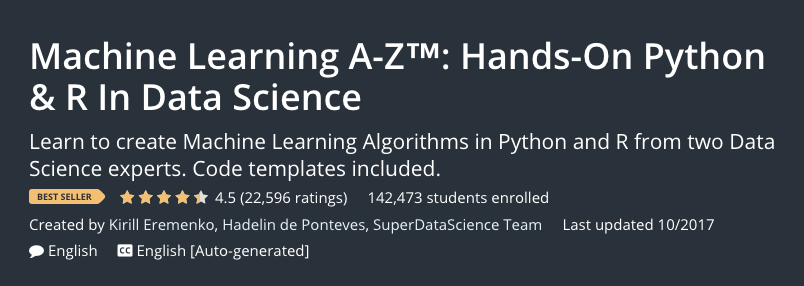 Machine Learning A-Z™: Hands-On Python
& R In Data Science
Learn to create Machine Learning Algorithms in Python and R from two Data
Science experts. Code templates included.
BEST SELLER 4.5 (22,596 ratings) 142,473 students enrolled
Created by Kirill Eremenko, Hadelin de Ponteves, SuperDataScience Team Last updated 10/2017
English CC English [Auto-generated]